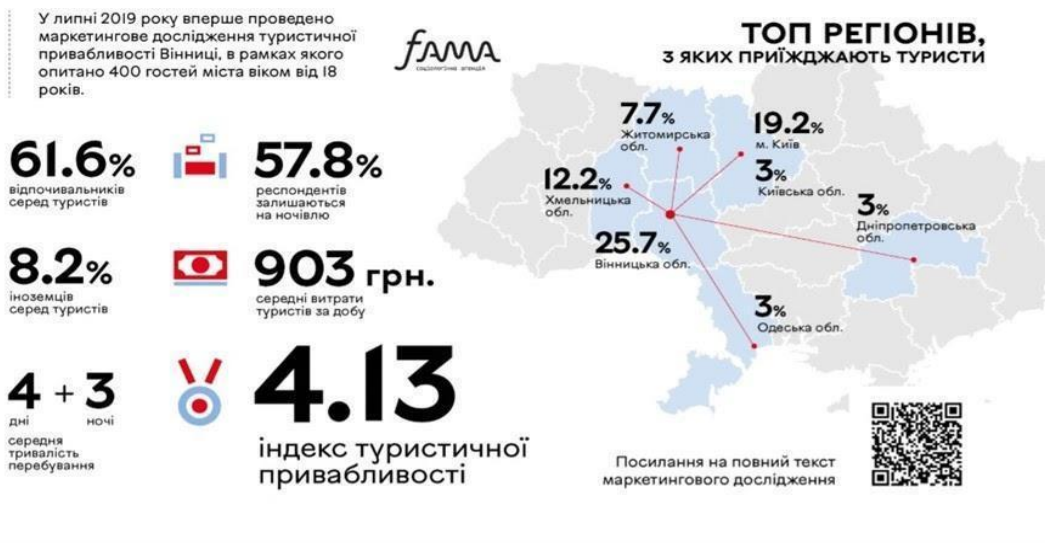 У липні 2019 року вперше проведено
маркетингове дослідження туристичної
привабливості Вінниці, в рамках якого
опитано 400 гостей міста віком від 18
років.
fAMA
СОЦІОЛОГІЧНА АГЕНЦІЯ
61.6%
відпочивальників
серед туристів
57.8%
респондентів
залишаються
на ночівлю
8.2%
іноземців
серед туристів
903 грн.
середні витрати
туристів за добу
4 + 3
дні ночі
середня
тривалість
перебування
4.13
індекс туристичної
привабливості
ТОП РЕГІОНІВ,
З ЯКИХ ПРИЇЖДЖАЮТЬ ТУРИСТИ
7.7%
Житомирська
обл.
19.2%
м. Київ
3%
Київська обл.
12.2%
Хмельницька
обл.
3%
Дніпропетровська
обл.
25.7%
Вінницька обл.
3%
Одеська обл.
Посилання на повний текст
маркетингового дослідження